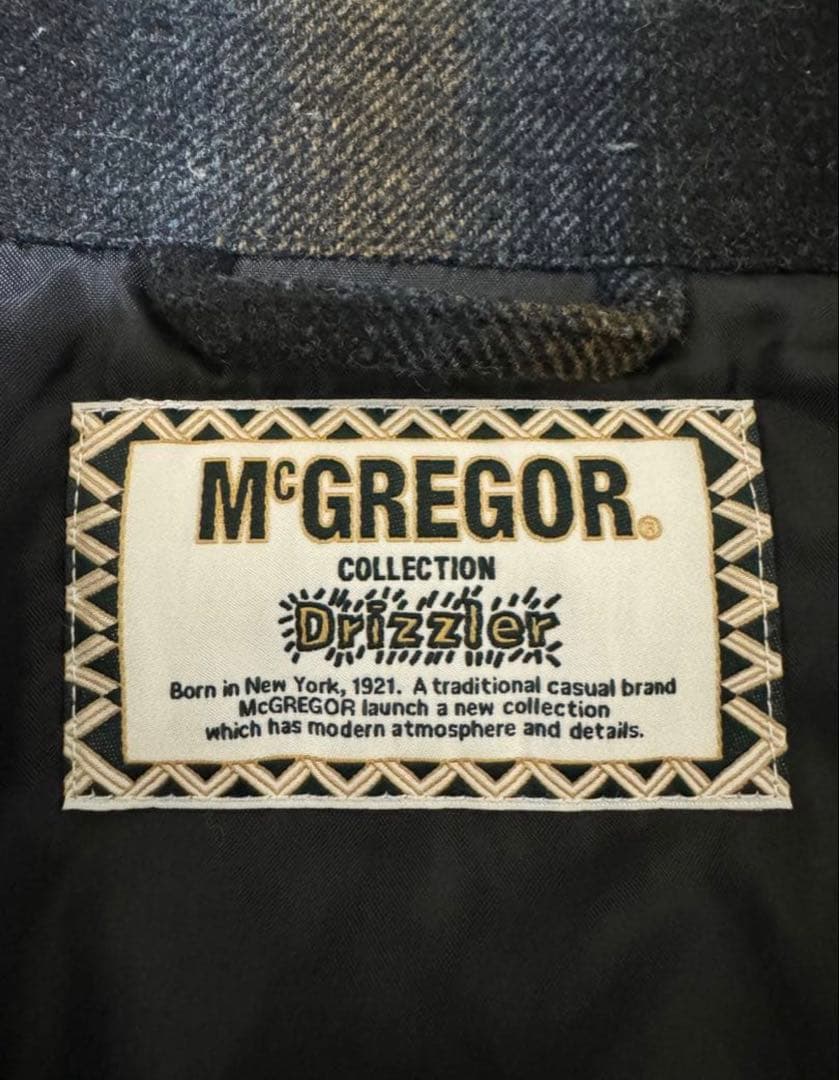 McGREGOR®
COLLECTION
Drizzler
Born in New York, 1921. A traditional casual brand
McGREGOR launch a new collection
which has modern atmosphere and details.